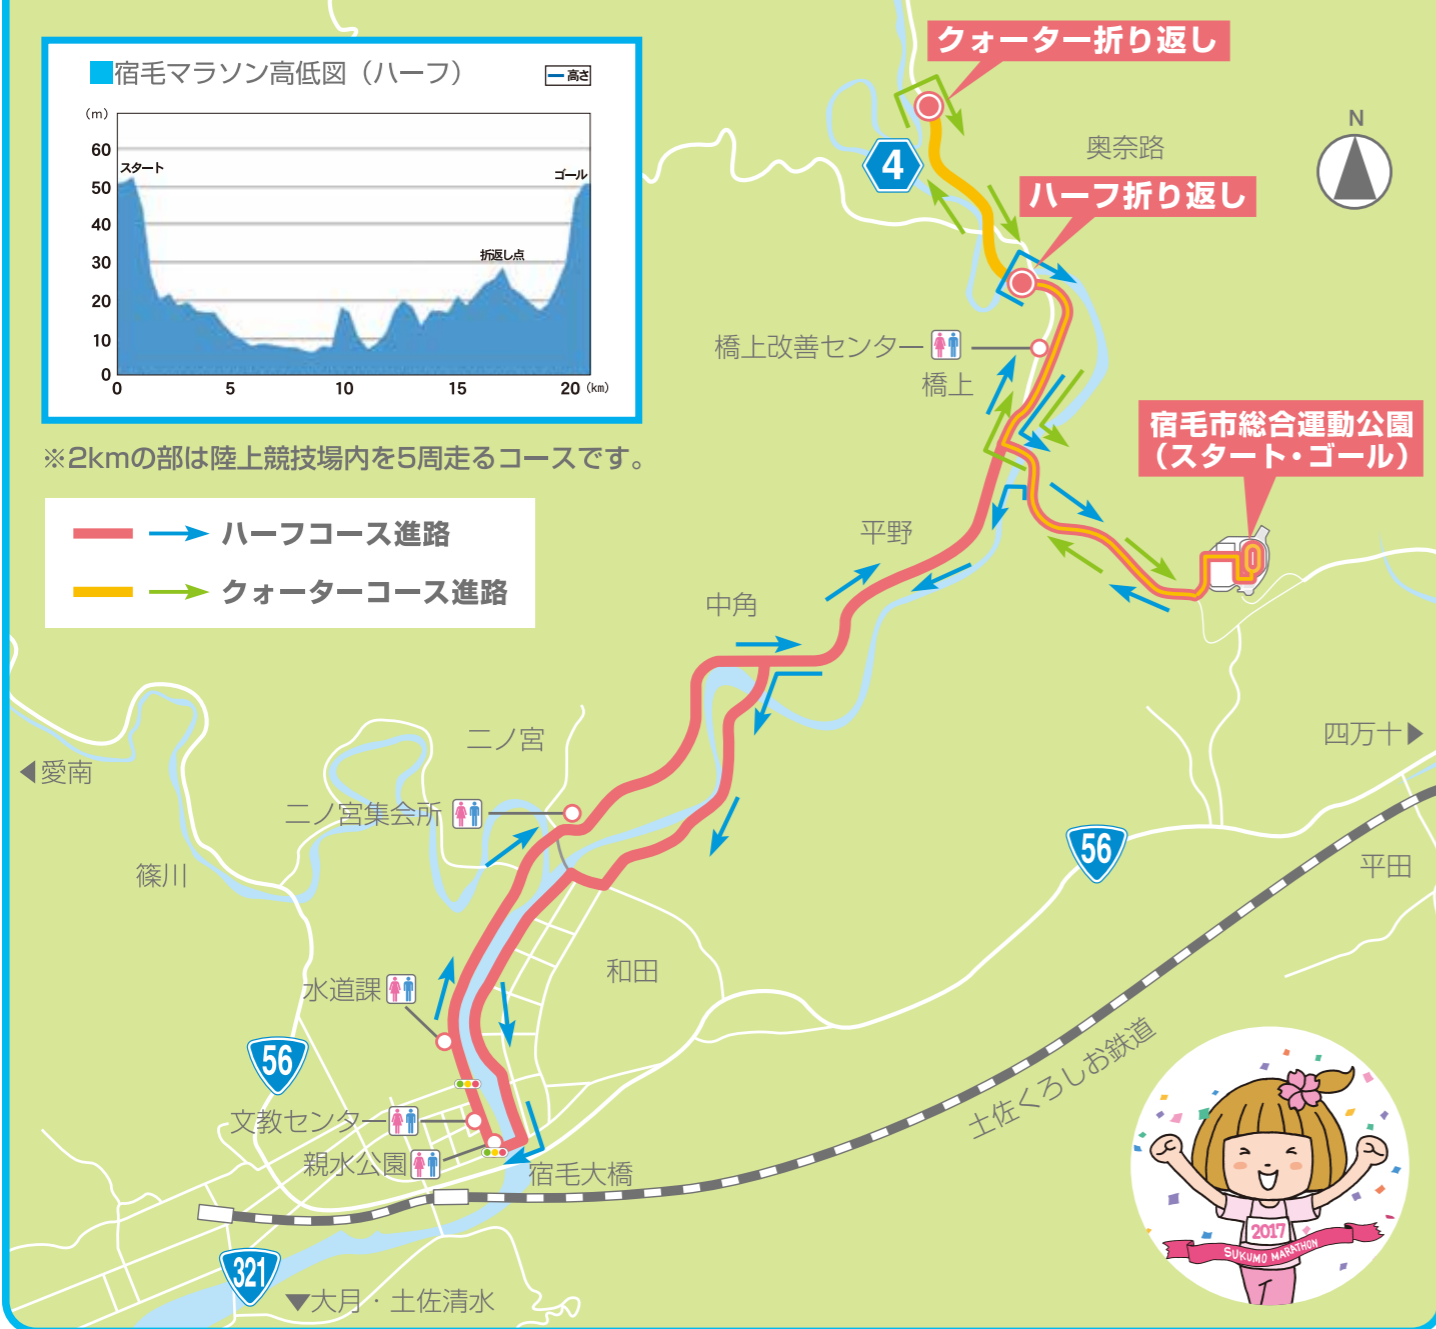 クォーター折り返し
■宿毛マラソン高低図（ハーフ）
高さ
（m）
60
50
40
30
20
10
0
スタート
ゴール
折返し点
0 5 10 15 20 （km）
N
奥奈路
4
ハーフ折り返し
橋上改善センター
橋上
宿毛市総合運動公園
（スタート・ゴール）
※2kmの部は陸上競技場内を5周走るコースです。
ハーフコース進路
クォーターコース進路
平野
中角
二ノ宮
四万十▶
◀愛南
二ノ宮集会所
56
平田
篠川
和田
水道課
土佐くろしお鉄道
56
文教センター
親水公園
宿毛大橋
321
▼大月・土佐清水
2017
SUKUMO MARATHON